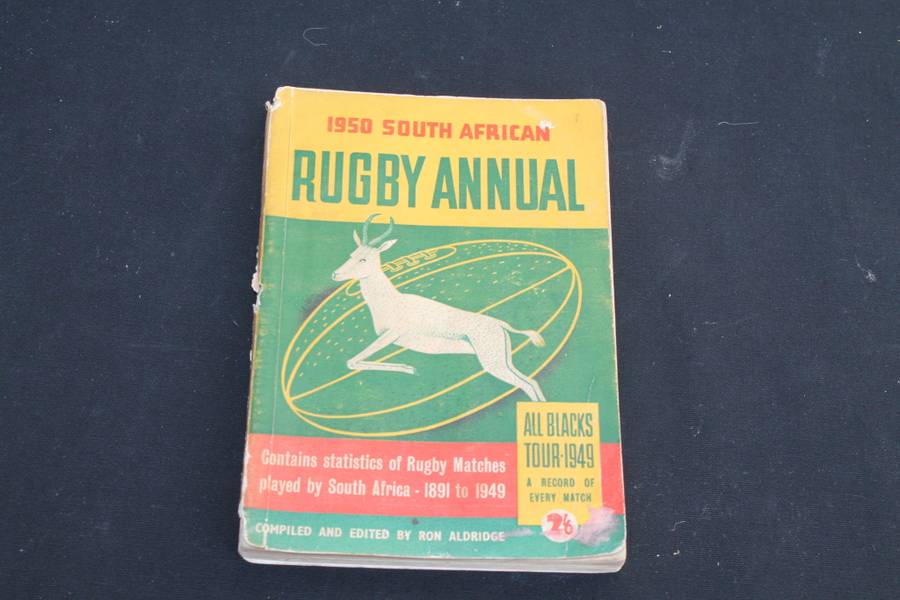 1950 SOUTH AFRICAN
RUGBY ANNUAL
ALL BLACKS
TOUR·1949
A RECORD OF
EVERY MATCH
2/6
Contains statistics of Rugby Matches
played by South Africa - 1891 to 1949
COMPILED AND EDITED BY RON ALDRIDGE